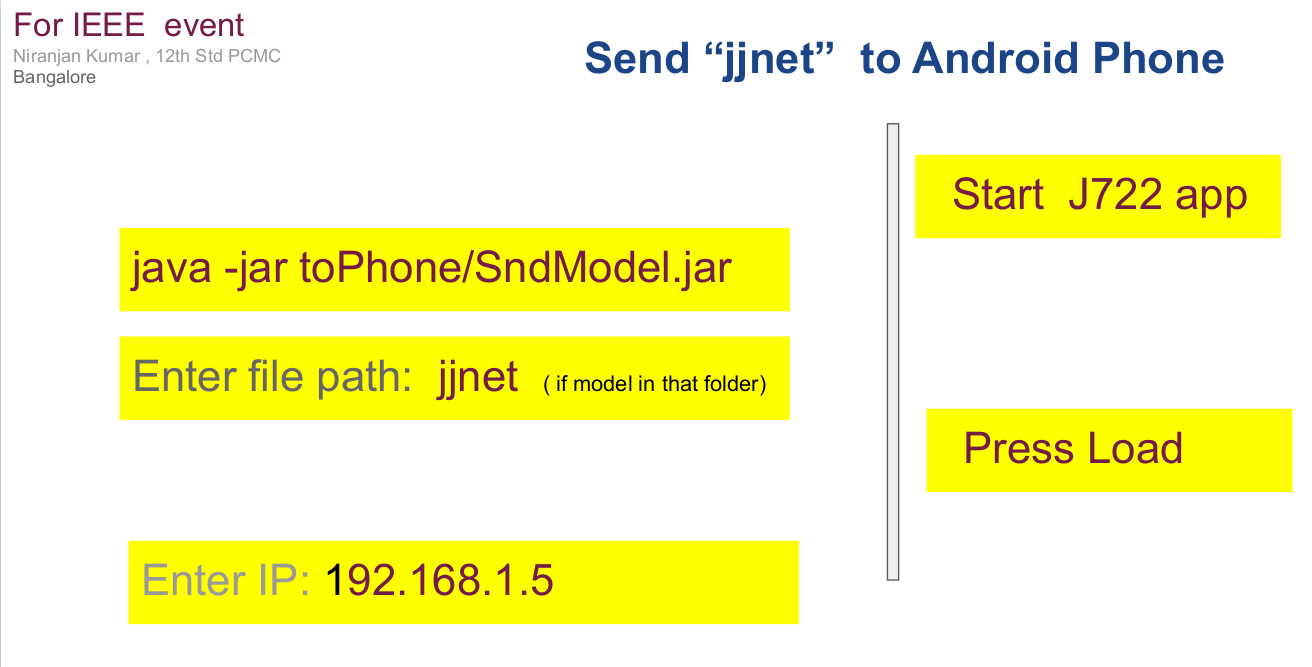 For IEEE  event
Niranjan Kumar , 12th Std PCMC
Bangalore
Send “jjnet”  to Android Phone
Start  J722 app
java -jar toPhone/SndModel.jar
Enter file path:  jjnet  ( if model in that folder)
Press Load
Enter IP: 192.168.1.5